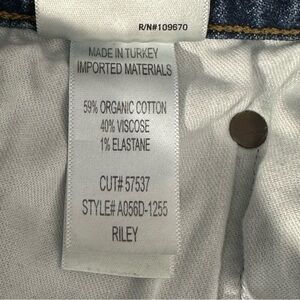 R/N#109670
MADE IN TURKEY
IMPORTED MATERIALS
59% ORGANIC COTTON
40% VISCOSE
1% ELASTANE
CUT# 57537
STYLE# A056D-1255
RILEY